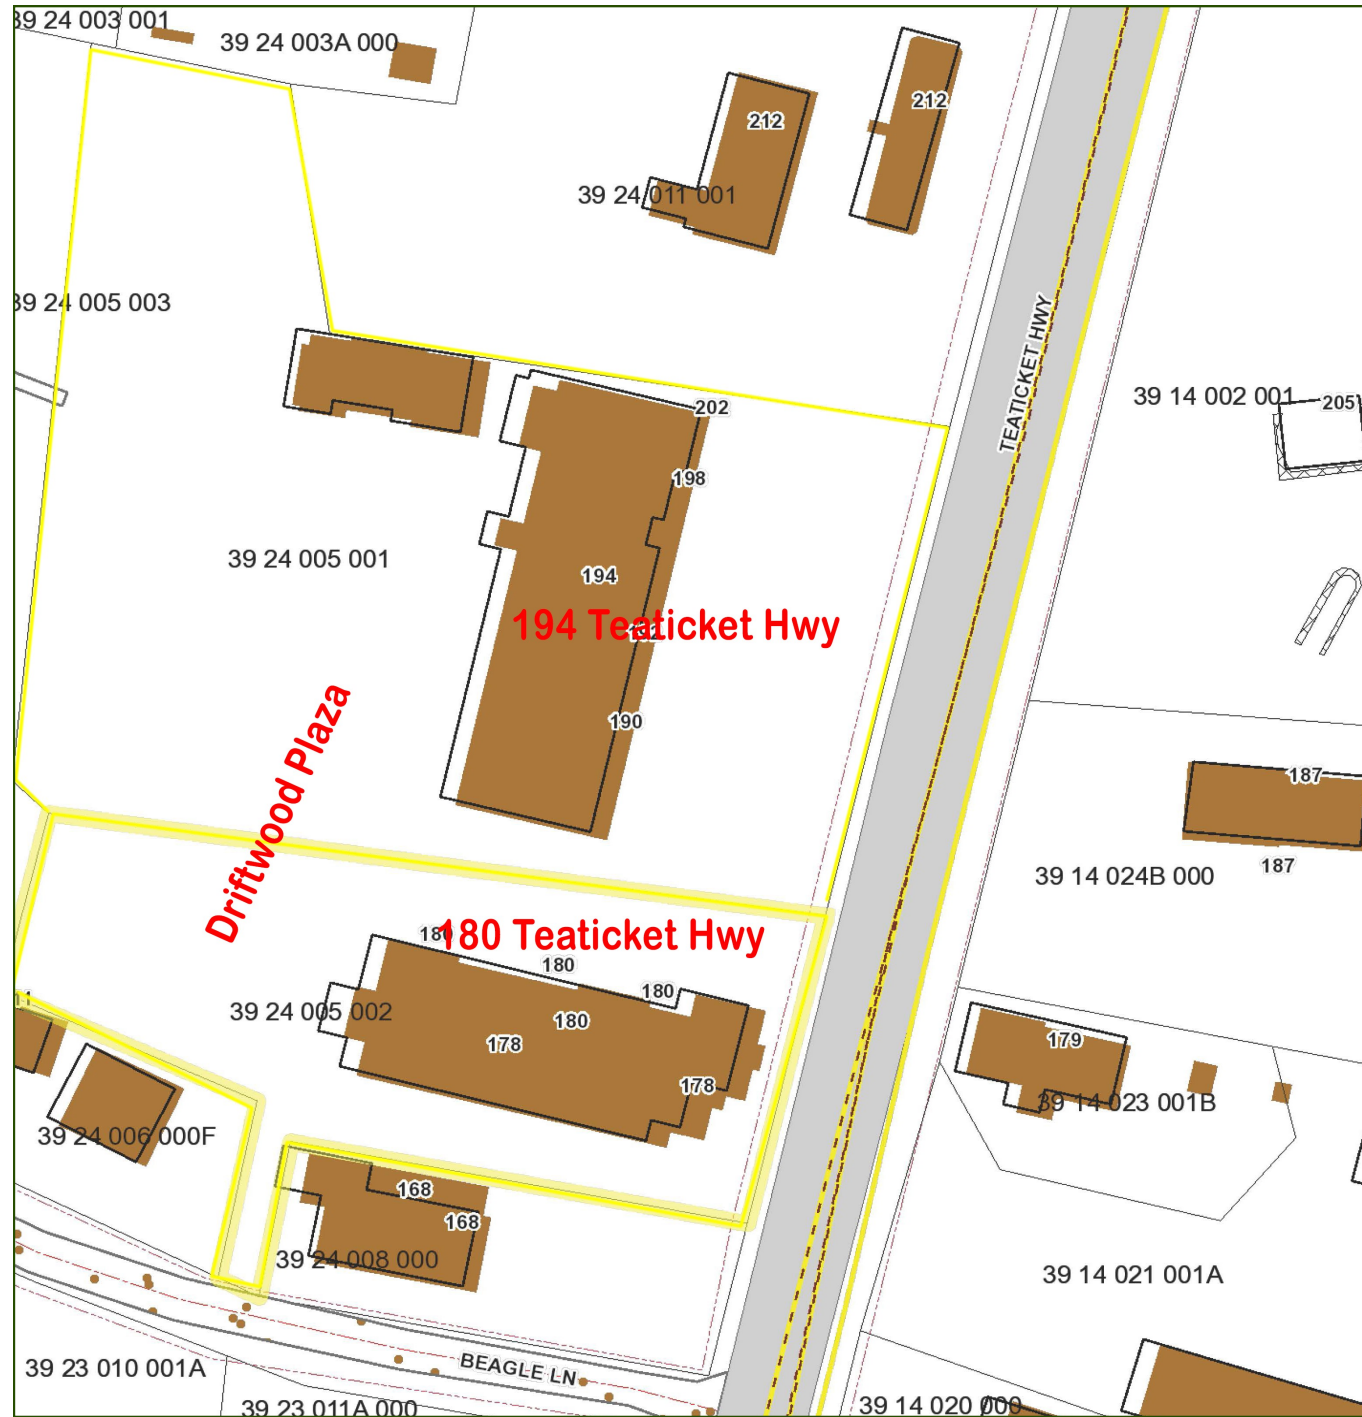 39 24 003 001
39 24 003A 000
212
212
39 24 011 001
39 24 005 003
TEATICKET HWY
39 14 002 001
205
202
198
39 24 005 001
194
194 Teaticket Hwy
190
Driftwood Plaza
187
187
39 14 024B 000
180 Teaticket Hwy
180
180
180
39 24 005 002
180
178
178
179
39 14 023 001B
39 24 006 000F
168
168
39 24 008 000
39 14 021 001A
BEAGLE LN
39 23 010 001A
39 23 011A 000
39 14 020 000